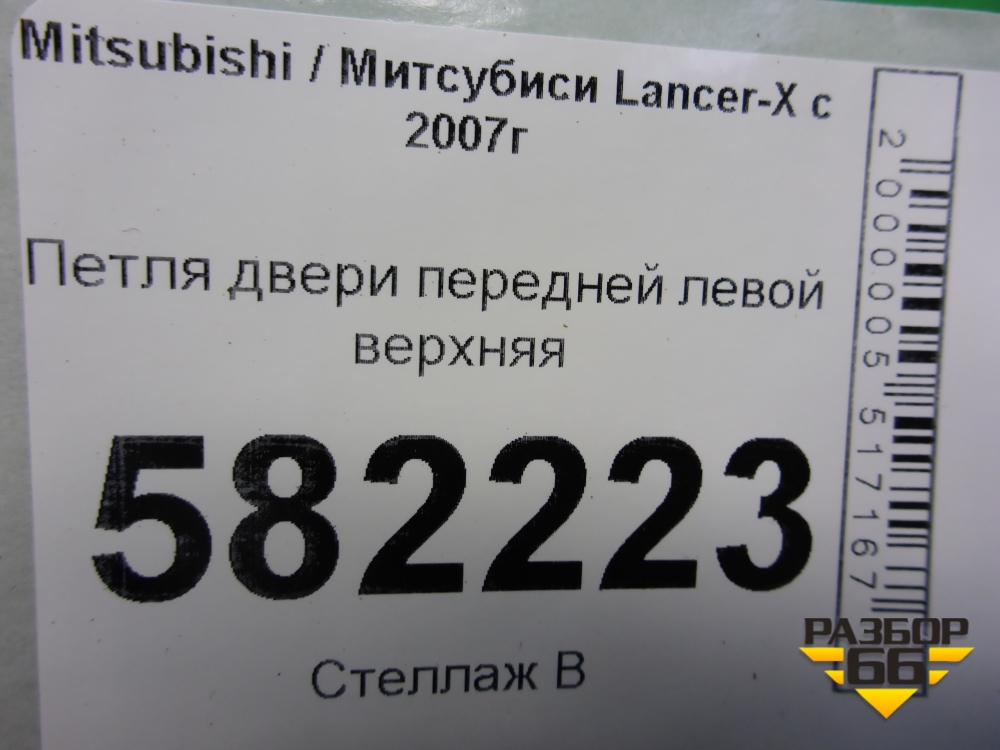 Mitsubishi / Митсубиси Lancer-X с
2007г
Петля двери передней левой
верхняя
582223
Стеллаж В
2000005517167
РАЗБОР
66